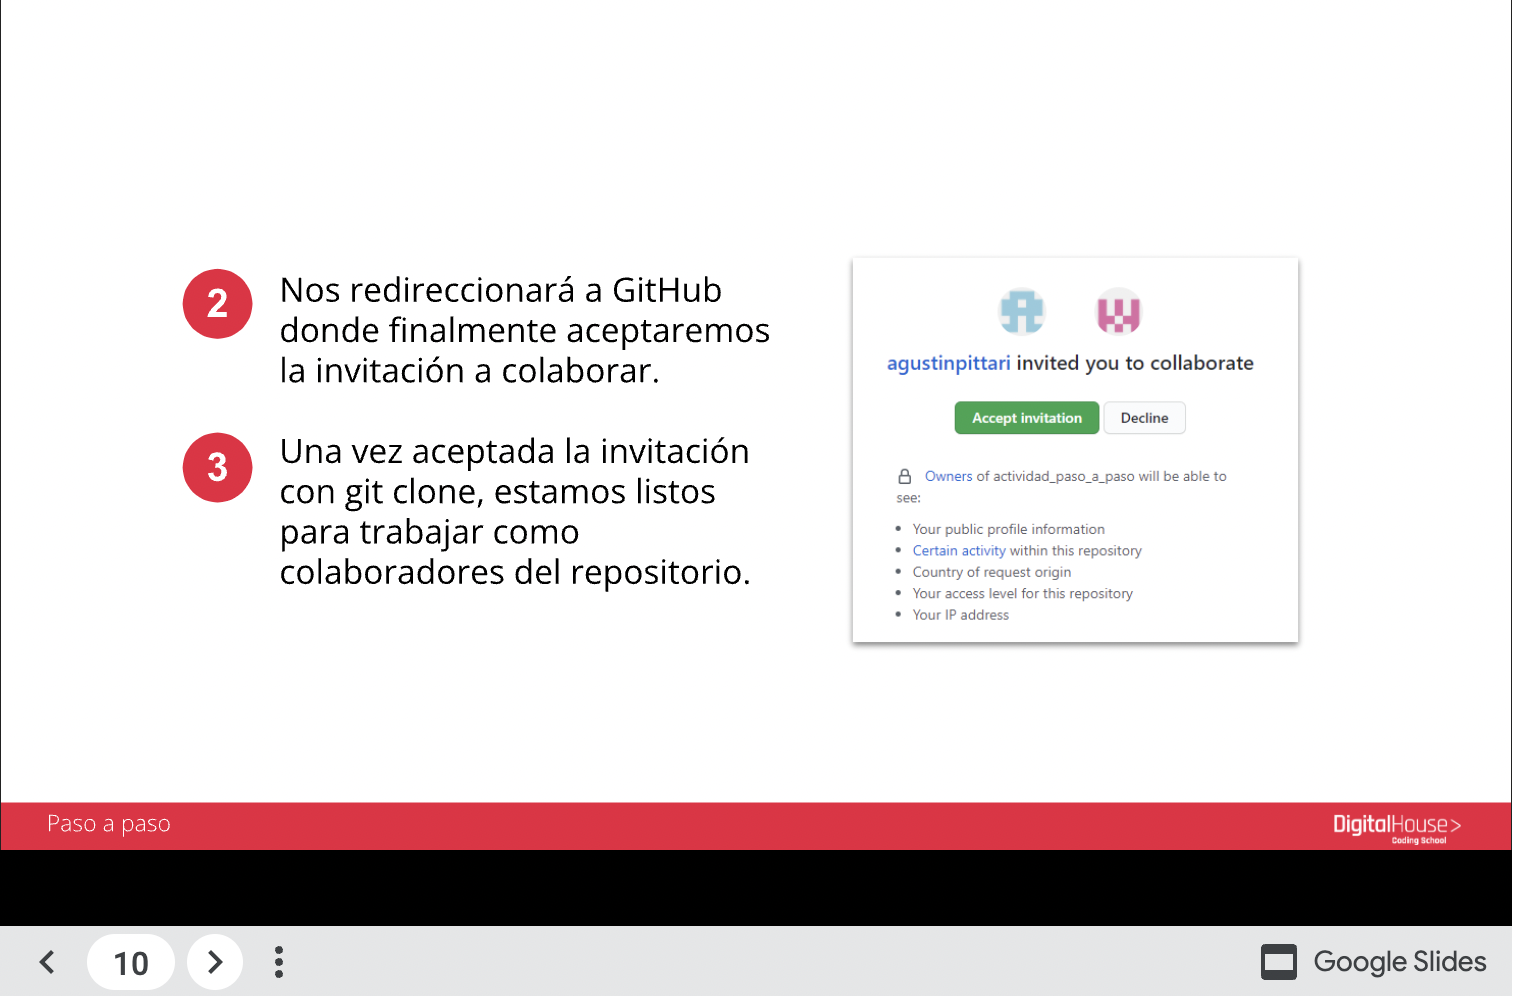 2
Nos redireccionará a GitHub
donde finalmente aceptaremos
la invitación a colaborar.
3
Una vez aceptada la invitación
con git clone, estamos listos
para trabajar como
colaboradores del repositorio.
agustinpittari invited you to collaborate
Accept invitation Decline
Owners of actividad_paso_a_paso will be able to
see:
• Your public profile information
• Certain activity within this repository
• Country of request origin
• Your access level for this repository
• Your IP address
Paso a paso
DigitalHouse>
Coding School
10
Google Slides